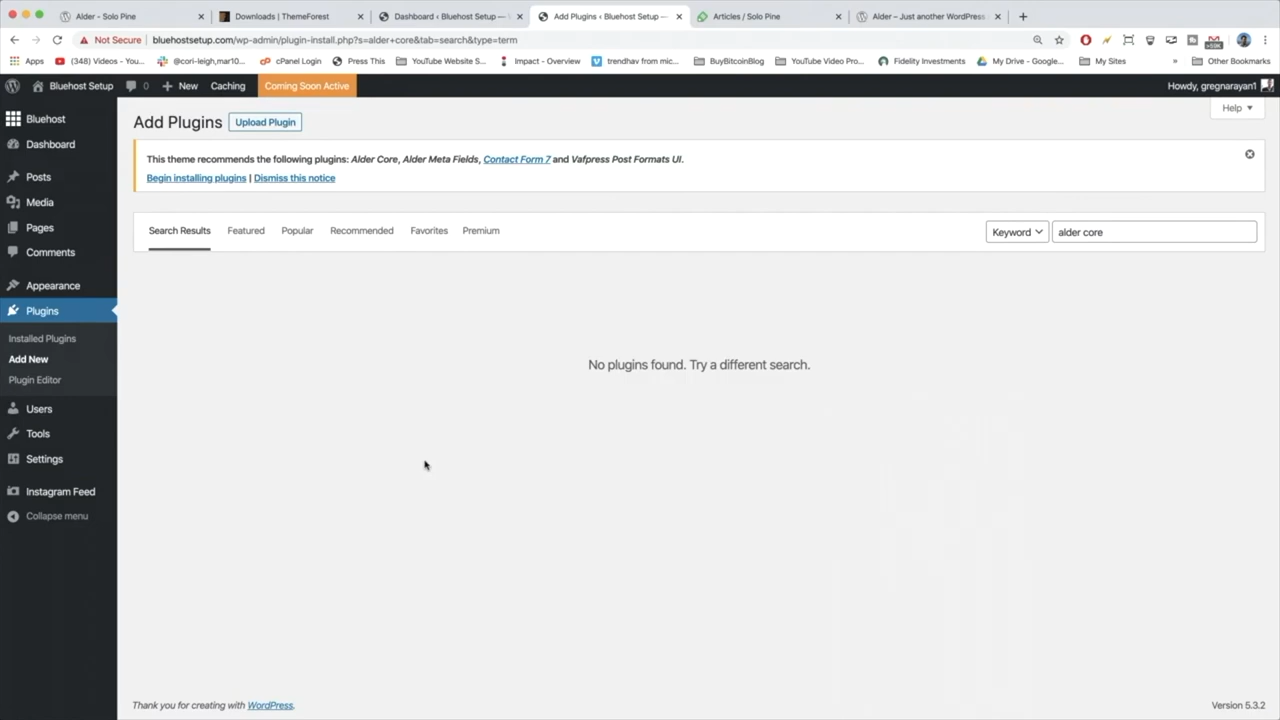 Alder - Solo Pine
Downloads | ThemeForest
Dashboard ‹ Bluehost Setup —
Add Plugins ‹ Bluehost Setup —
Articles / Solo Pine
Alder – Just another WordPress
Not Secure
bluehostsetup.com/wp-admin/plugin-install.php?s=alder+core&tab=search&type=term
Apps
(348) Videos - You...
@cori-leigh,mar10...
cPanel Login
Press This
YouTube Website S...
Impact - Overview
trendhav from mic...
BuyBitcoinBlog
YouTube Video Pro...
Fidelity Investments
My Drive - Google...
My Sites
»
Other Bookmarks
Bluehost Setup
0
New
Caching
Coming Soon Active
Howdy, gregnarayan1
Bluehost
Dashboard
Posts
Media
Pages
Comments
Appearance
Plugins
Installed Plugins
Add New
Plugin Editor
Users
Tools
Settings
Instagram Feed
Collapse menu
Help
Add Plugins
Upload Plugin
This theme recommends the following plugins: Alder Core, Alder Meta Fields, Contact Form 7 and Vafpress Post Formats UI.
Begin installing plugins | Dismiss this notice
Search Results
Featured
Popular
Recommended
Favorites
Premium
Keyword
alder core
No plugins found. Try a different search.
Thank you for creating with WordPress.
Version 5.3.2